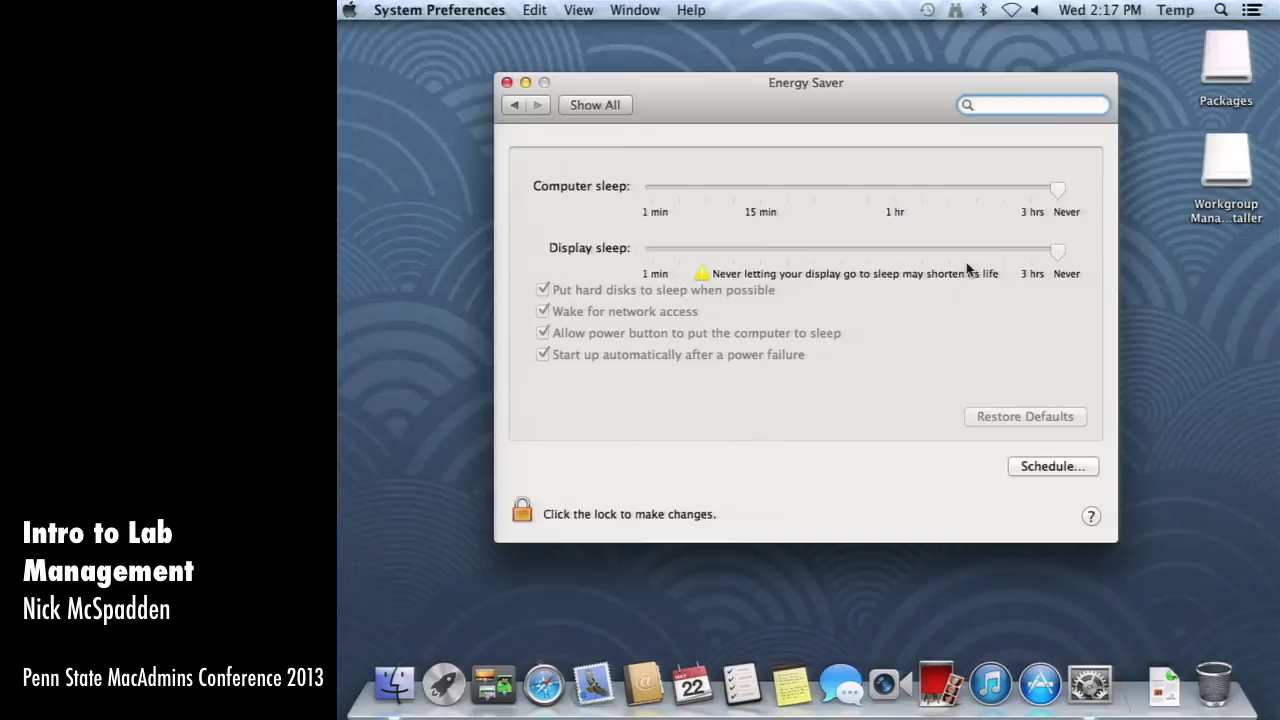 System Preferences Edit View Window Help Wed 2:17 PM Temp
Energy Saver
Show All
Packages
Workgroup
Mana...taller
Computer sleep:
1 min 15 min 1 hr 3 hrs Never
Display sleep:
1 min Never letting your display go to sleep may shorten its life 3 hrs Never
Put hard disks to sleep when possible
Wake for network access
Allow power button to put the computer to sleep
Start up automatically after a power failure
Restore Defaults
Schedule...
Click the lock to make changes.
?
Intro to Lab
Management
Nick McSpadden
Penn State MacAdmins Conference 2013
22